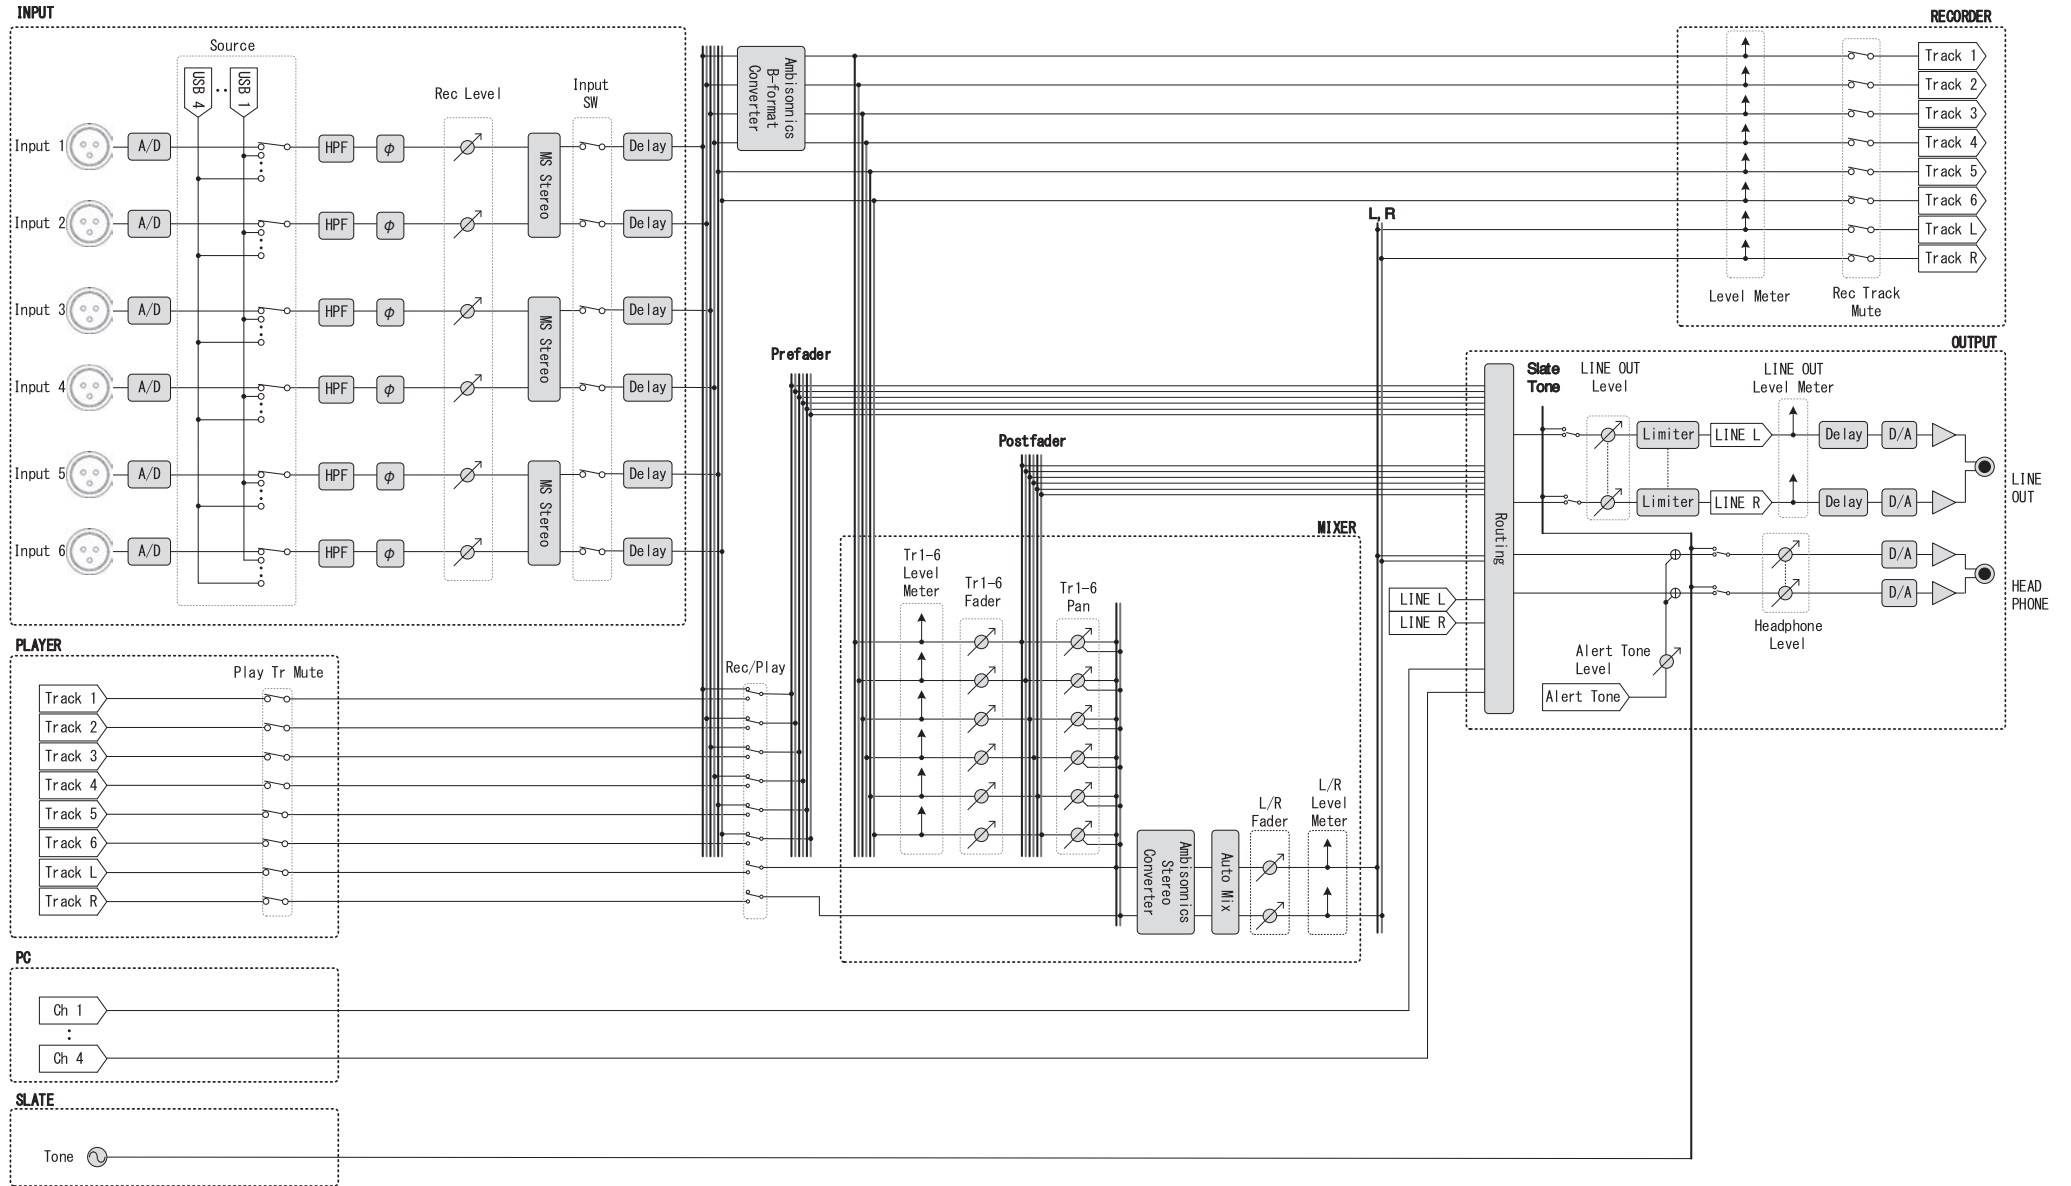 INPUT
Source
USB 4
USB 1
Rec Level
Input
SW
Input 1
A/D
HPF
φ
MS Stereo
Delay
Input 2
A/D
HPF
φ
Delay
Input 3
A/D
HPF
φ
MS Stereo
Delay
Input 4
A/D
HPF
φ
Delay
Input 5
A/D
HPF
φ
MS Stereo
Delay
Input 6
A/D
HPF
φ
Delay
Ambisonnics
B-format
Converter
RECORDER
Track 1
Track 2
Track 3
Track 4
Track 5
Track 6
Track L
Track R
Level Meter
Rec Track
Mute
L,R
Prefader
Postfader
OUTPUT
Routing
Slate
Tone
LINE OUT
Level
LINE OUT
Level Meter
Limiter
LINE L
Delay
D/A
Limiter
LINE R
Delay
D/A
LINE
OUT
D/A
D/A
HEAD
PHONE
Headphone
Level
LINE L
LINE R
Alert Tone
Level
Alert Tone
MIXER
Tr1-6
Level
Meter
Tr1-6
Fader
Tr1-6
Pan
Ambisonnics
Stereo
Converter
Auto Mix
L/R
Fader
L/R
Level
Meter
PLAYER
Play Tr Mute
Rec/Play
Track 1
Track 2
Track 3
Track 4
Track 5
Track 6
Track L
Track R
PC
Ch 1
Ch 4
SLATE
Tone